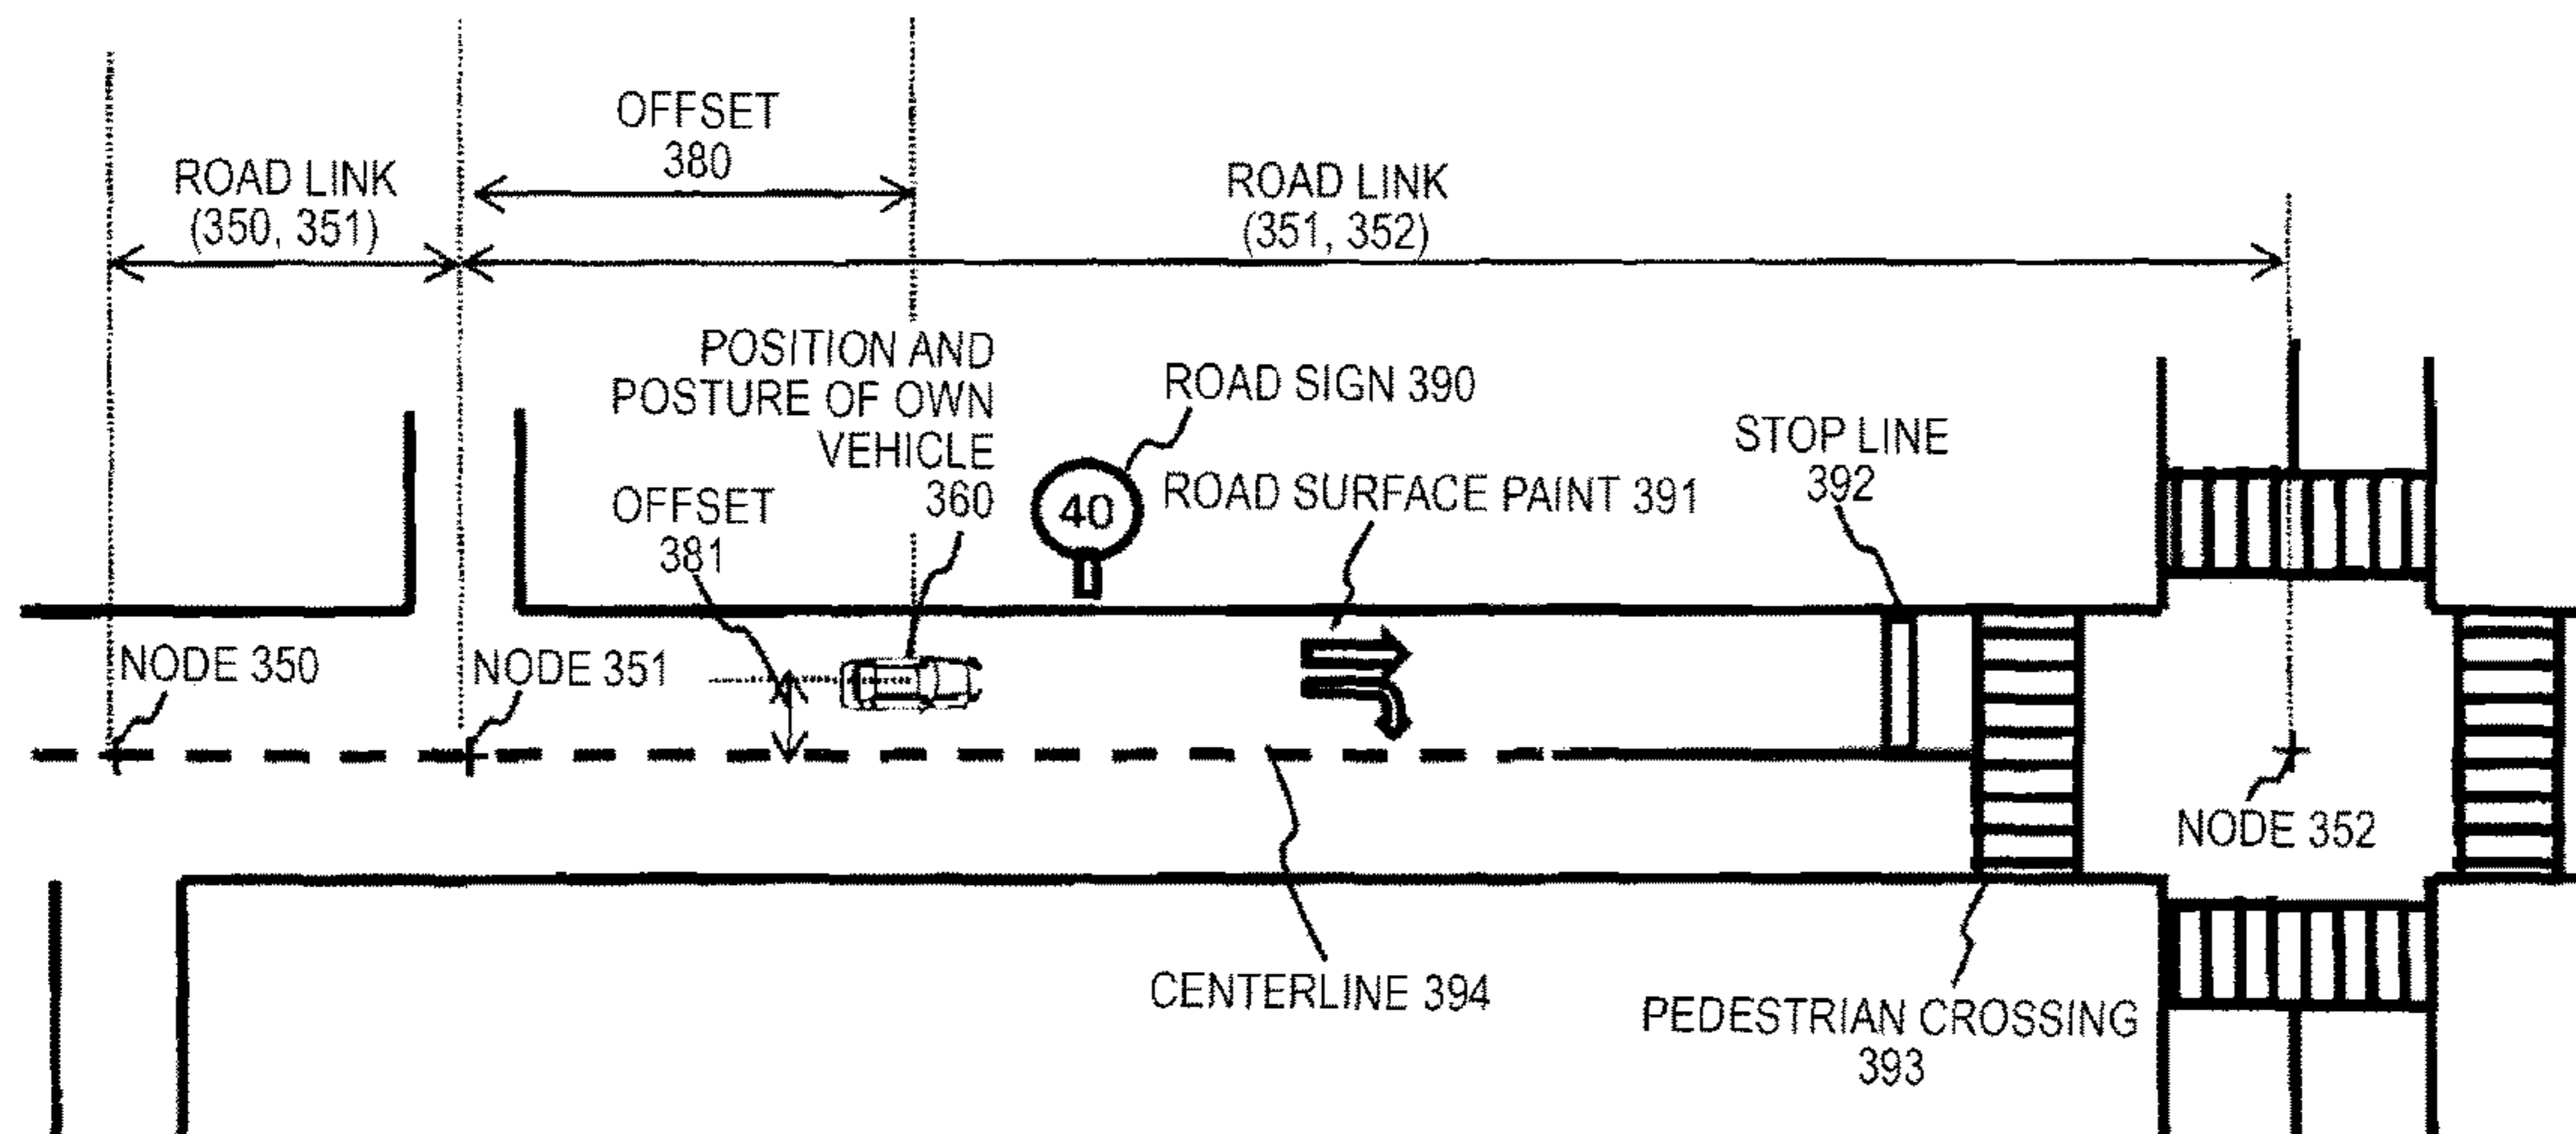 OFFSET
380
ROAD LINK
(350, 351)
ROAD LINK
(351, 352)
POSITION AND
POSTURE OF OWN
VEHICLE
360
ROAD SIGN 390
40
ROAD SURFACE PAINT 391
STOP LINE
392
OFFSET
381
NODE 350
NODE 351
NODE 352
CENTERLINE 394
PEDESTRIAN CROSSING
393